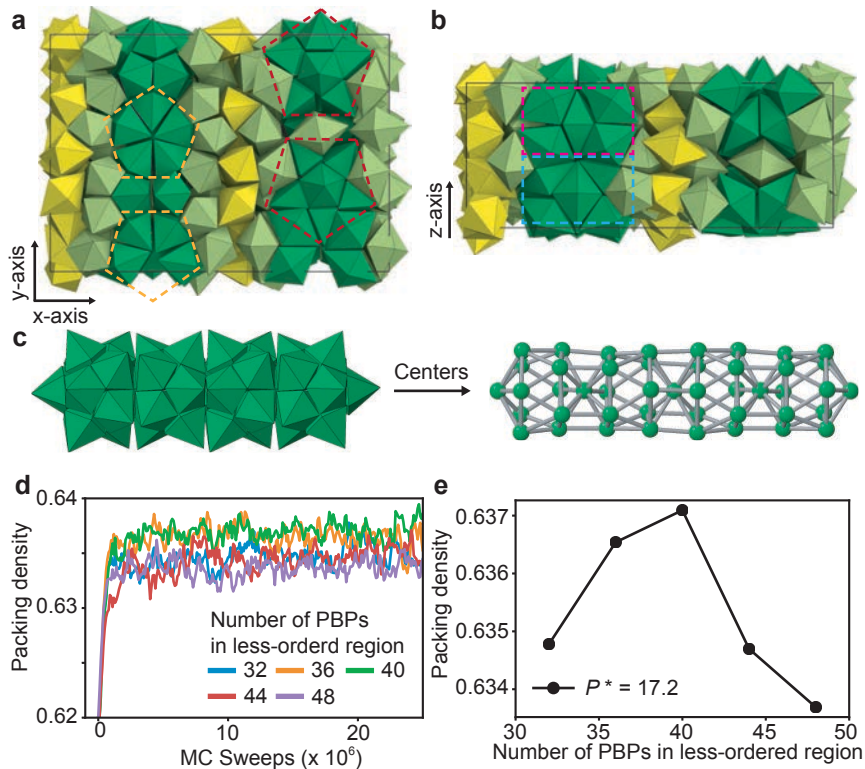 a
y-axis
x-axis
b
z-axis
c
Centers
d
0.64
0.63
0.62
Packing density
0
10
20
MC Sweeps (x 10⁶)
Number of PBPs
in less-orderd region
32 36 40
44 48
e
0.637
0.636
0.635
0.634
Packing density
P* = 17.2
30 35 40 45 50
Number of PBPs in less-ordered region